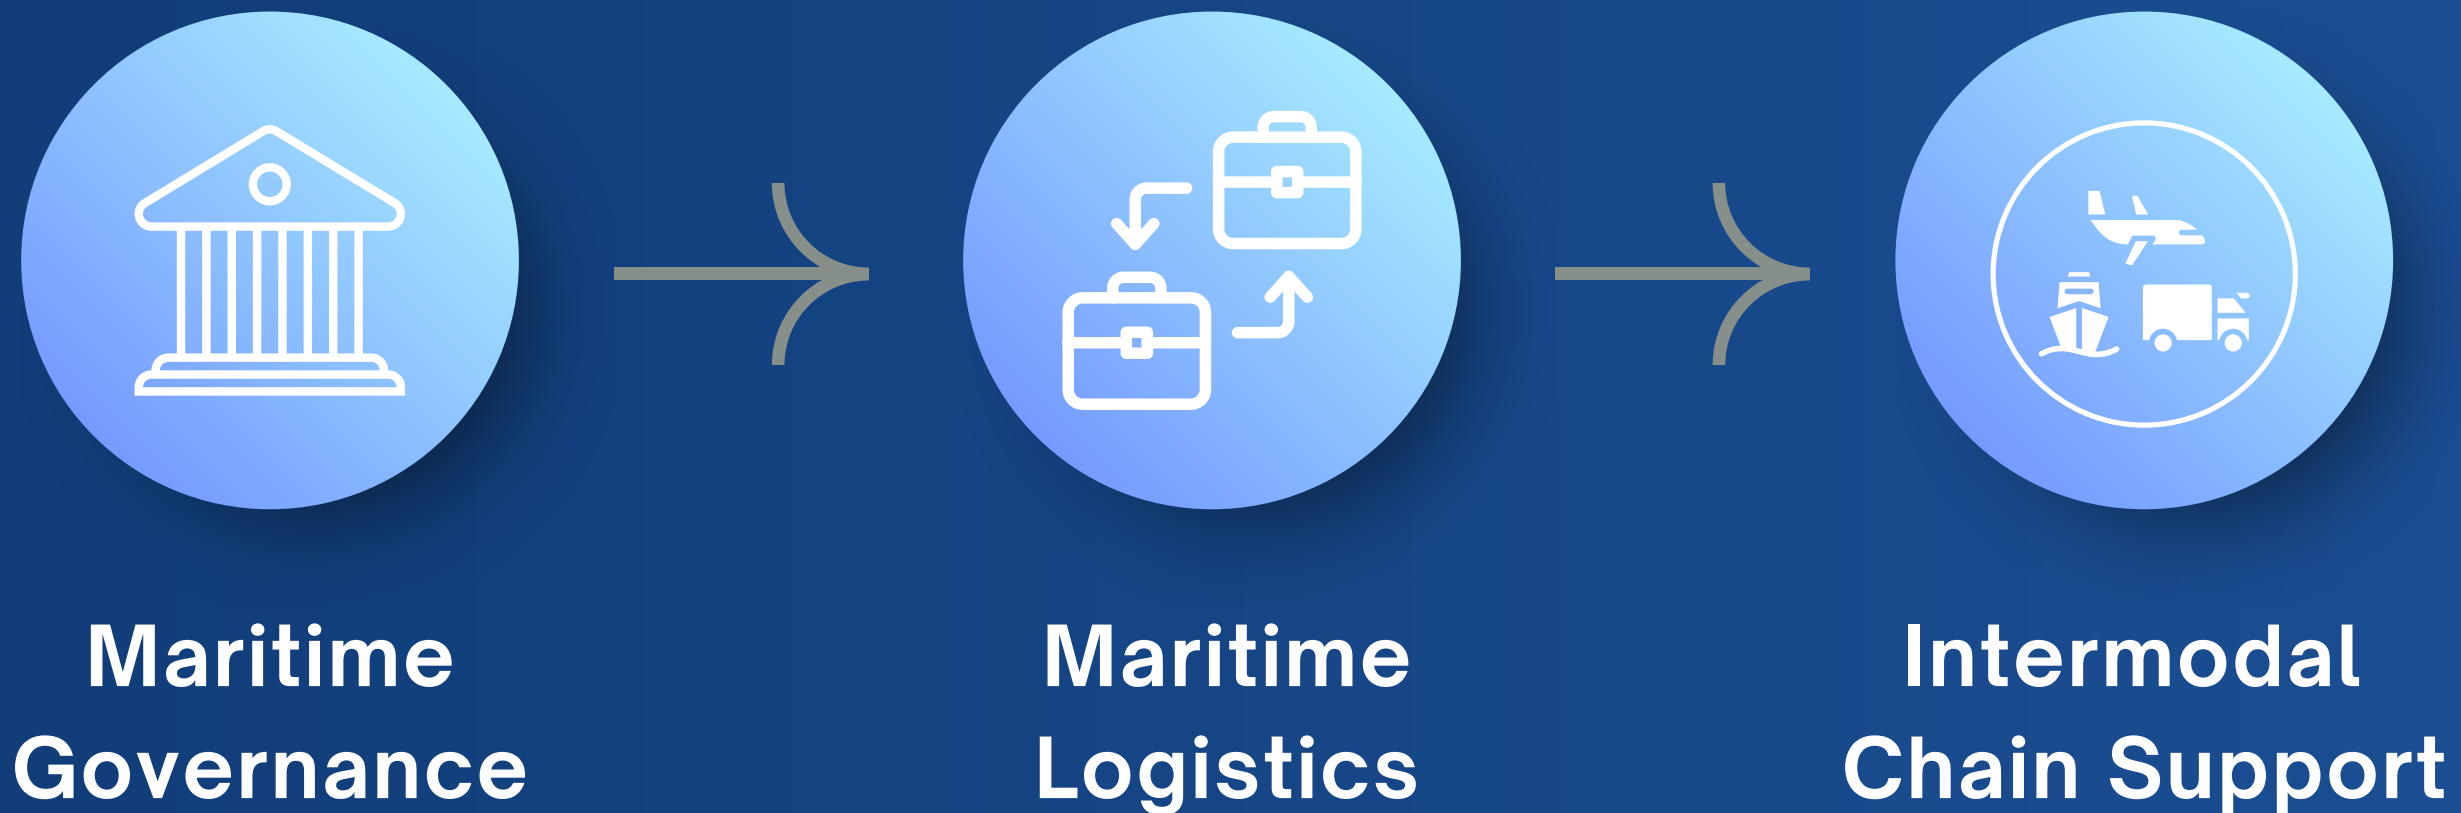 Maritime
Governance
Maritime
Logistics
Intermodal
Chain Support